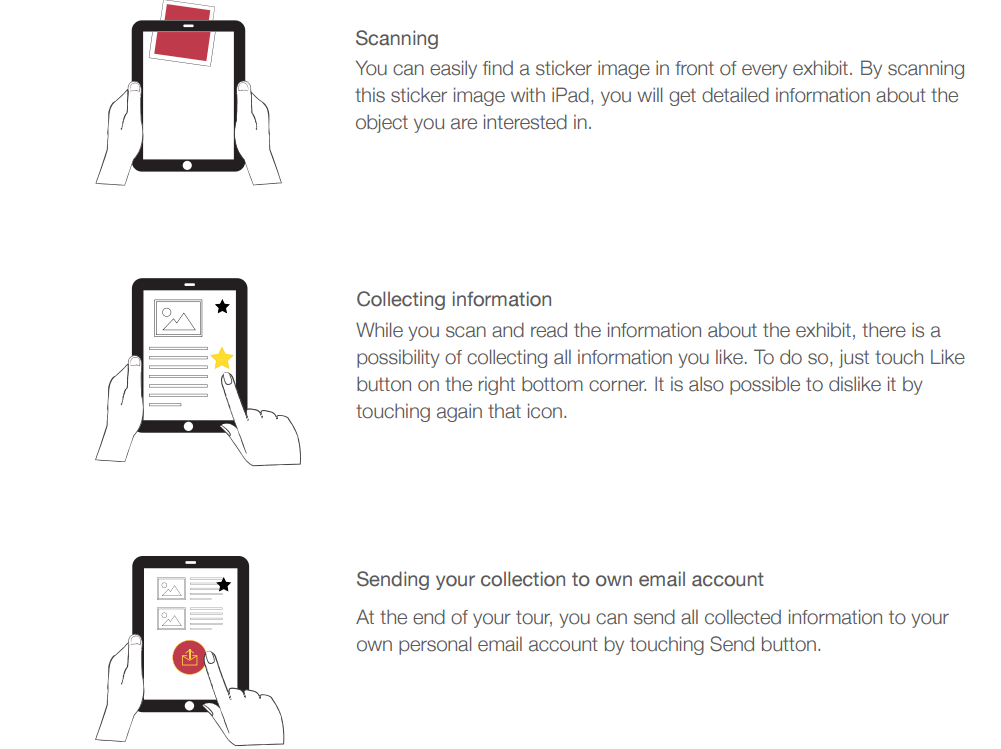 Scanning
You can easily find a sticker image in front of every exhibit. By scanning
this sticker image with iPad, you will get detailed information about the
object you are interested in.
Collecting information
While you scan and read the information about the exhibit, there is a
possibility of collecting all information you like. To do so, just touch Like
button on the right bottom corner. It is also possible to dislike it by
touching again that icon.
Sending your collection to own email account
At the end of your tour, you can send all collected information to your
own personal email account by touching Send button.